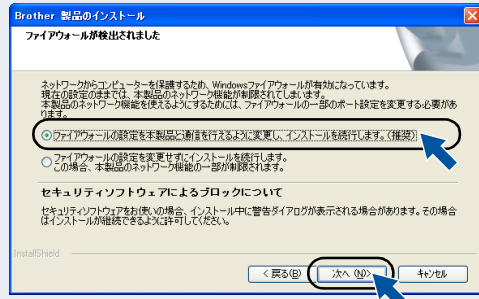 Brother 製品のインストール
ファイアウォールが検出されました
ネットワークからコンピューターを保護するため、Windowsファイアウォールが有効になっています。
現在の設定のままでは、本製品のネットワーク機能が制限されてしまいます。
本製品のネットワーク機能を使えるようにするためには、ファイアウォールの一部のポート設定を変更する必要があ
ります。
ファイアウォールの設定を本製品と通信を行えるように変更し、インストールを続行します。(推奨)
ファイアウォールの設定を変更せずにインストールを続行します。
この場合、本製品のネットワーク機能の一部が制限されます。
セキュリティソフトウェアによるブロックについて
セキュリティソフトウェアをお使いの場合、インストール中に警告ダイアログが表示される場合があります。その場合
はインストールが継続できるように許可してください。
InstallShield
< 戻る(B)
次へ (N)>
キャンセル